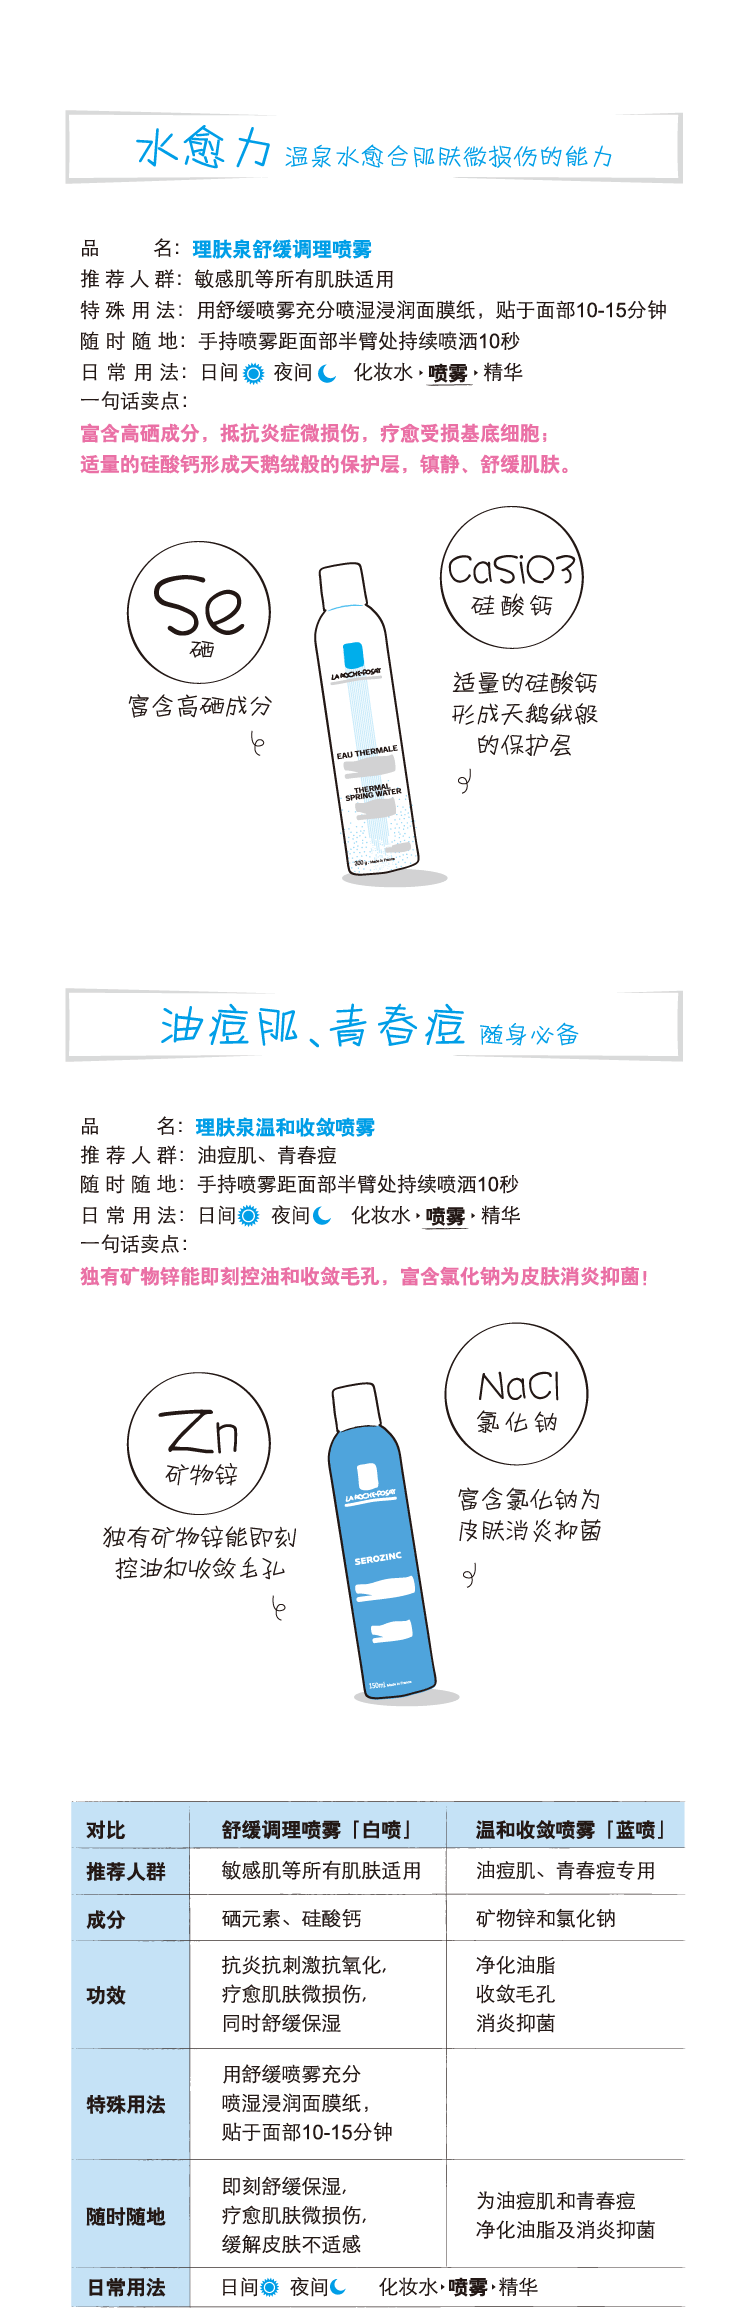 水愈力 温泉水愈合肌肤微损伤的能力
品 名：理肤泉舒缓调理喷雾
推荐人群：敏感肌等所有肌肤适用
特殊用法：用舒缓喷雾充分喷湿浸润面膜纸，贴于面部10-15分钟
随时随地：手持喷雾距面部半臂处持续喷洒10秒
日常用法：日间 夜间 化妆水·喷雾·精华
一句话卖点：
富含高硒成分，抵抗炎症微损伤，疗愈受损基底细胞；
适量的硅酸钙形成天鹅绒般的保护层，镇静、舒缓肌肤。
Se
硒
富含高硒成分
CaSiO3
硅酸钙
适量的硅酸钙
形成天鹅绒般
的保护层
LA ROCHE-POSAY
EAU THERMALE
THERMAL
SPRING WATER
300 g . Made in France
油痘肌、青春痘 随身必备
品 名：理肤泉温和收敛喷雾
推荐人群：油痘肌、青春痘
随时随地：手持喷雾距面部半臂处持续喷洒10秒
日常用法：日间 夜间 化妆水·喷雾·精华
一句话卖点：
独有矿物锌能即刻控油和收敛毛孔，富含氯化钠为皮肤消炎抑菌！
Zn
矿物锌
独有矿物锌能即刻
控油和收敛毛孔
NaCl
氯化钠
富含氯化钠为
皮肤消炎抑菌
LA ROCHE-POSAY
SEROZINC
150ml Made in France
对比 舒缓调理喷雾「白喷」 温和收敛喷雾「蓝喷」
推荐人群 敏感肌等所有肌肤适用 油痘肌、青春痘专用
成分 硒元素、硅酸钙 矿物锌和氯化钠
功效
抗炎抗刺激抗氧化,
疗愈肌肤微损伤,
同时舒缓保湿
净化油脂
收敛毛孔
消炎抑菌
特殊用法
用舒缓喷雾充分
喷湿浸润面膜纸，
贴于面部10-15分钟
随时随地
即刻舒缓保湿,
疗愈肌肤微损伤,
缓解皮肤不适感
为油痘肌和青春痘
净化油脂及消炎抑菌
日常用法 日间 夜间 化妆水·喷雾·精华